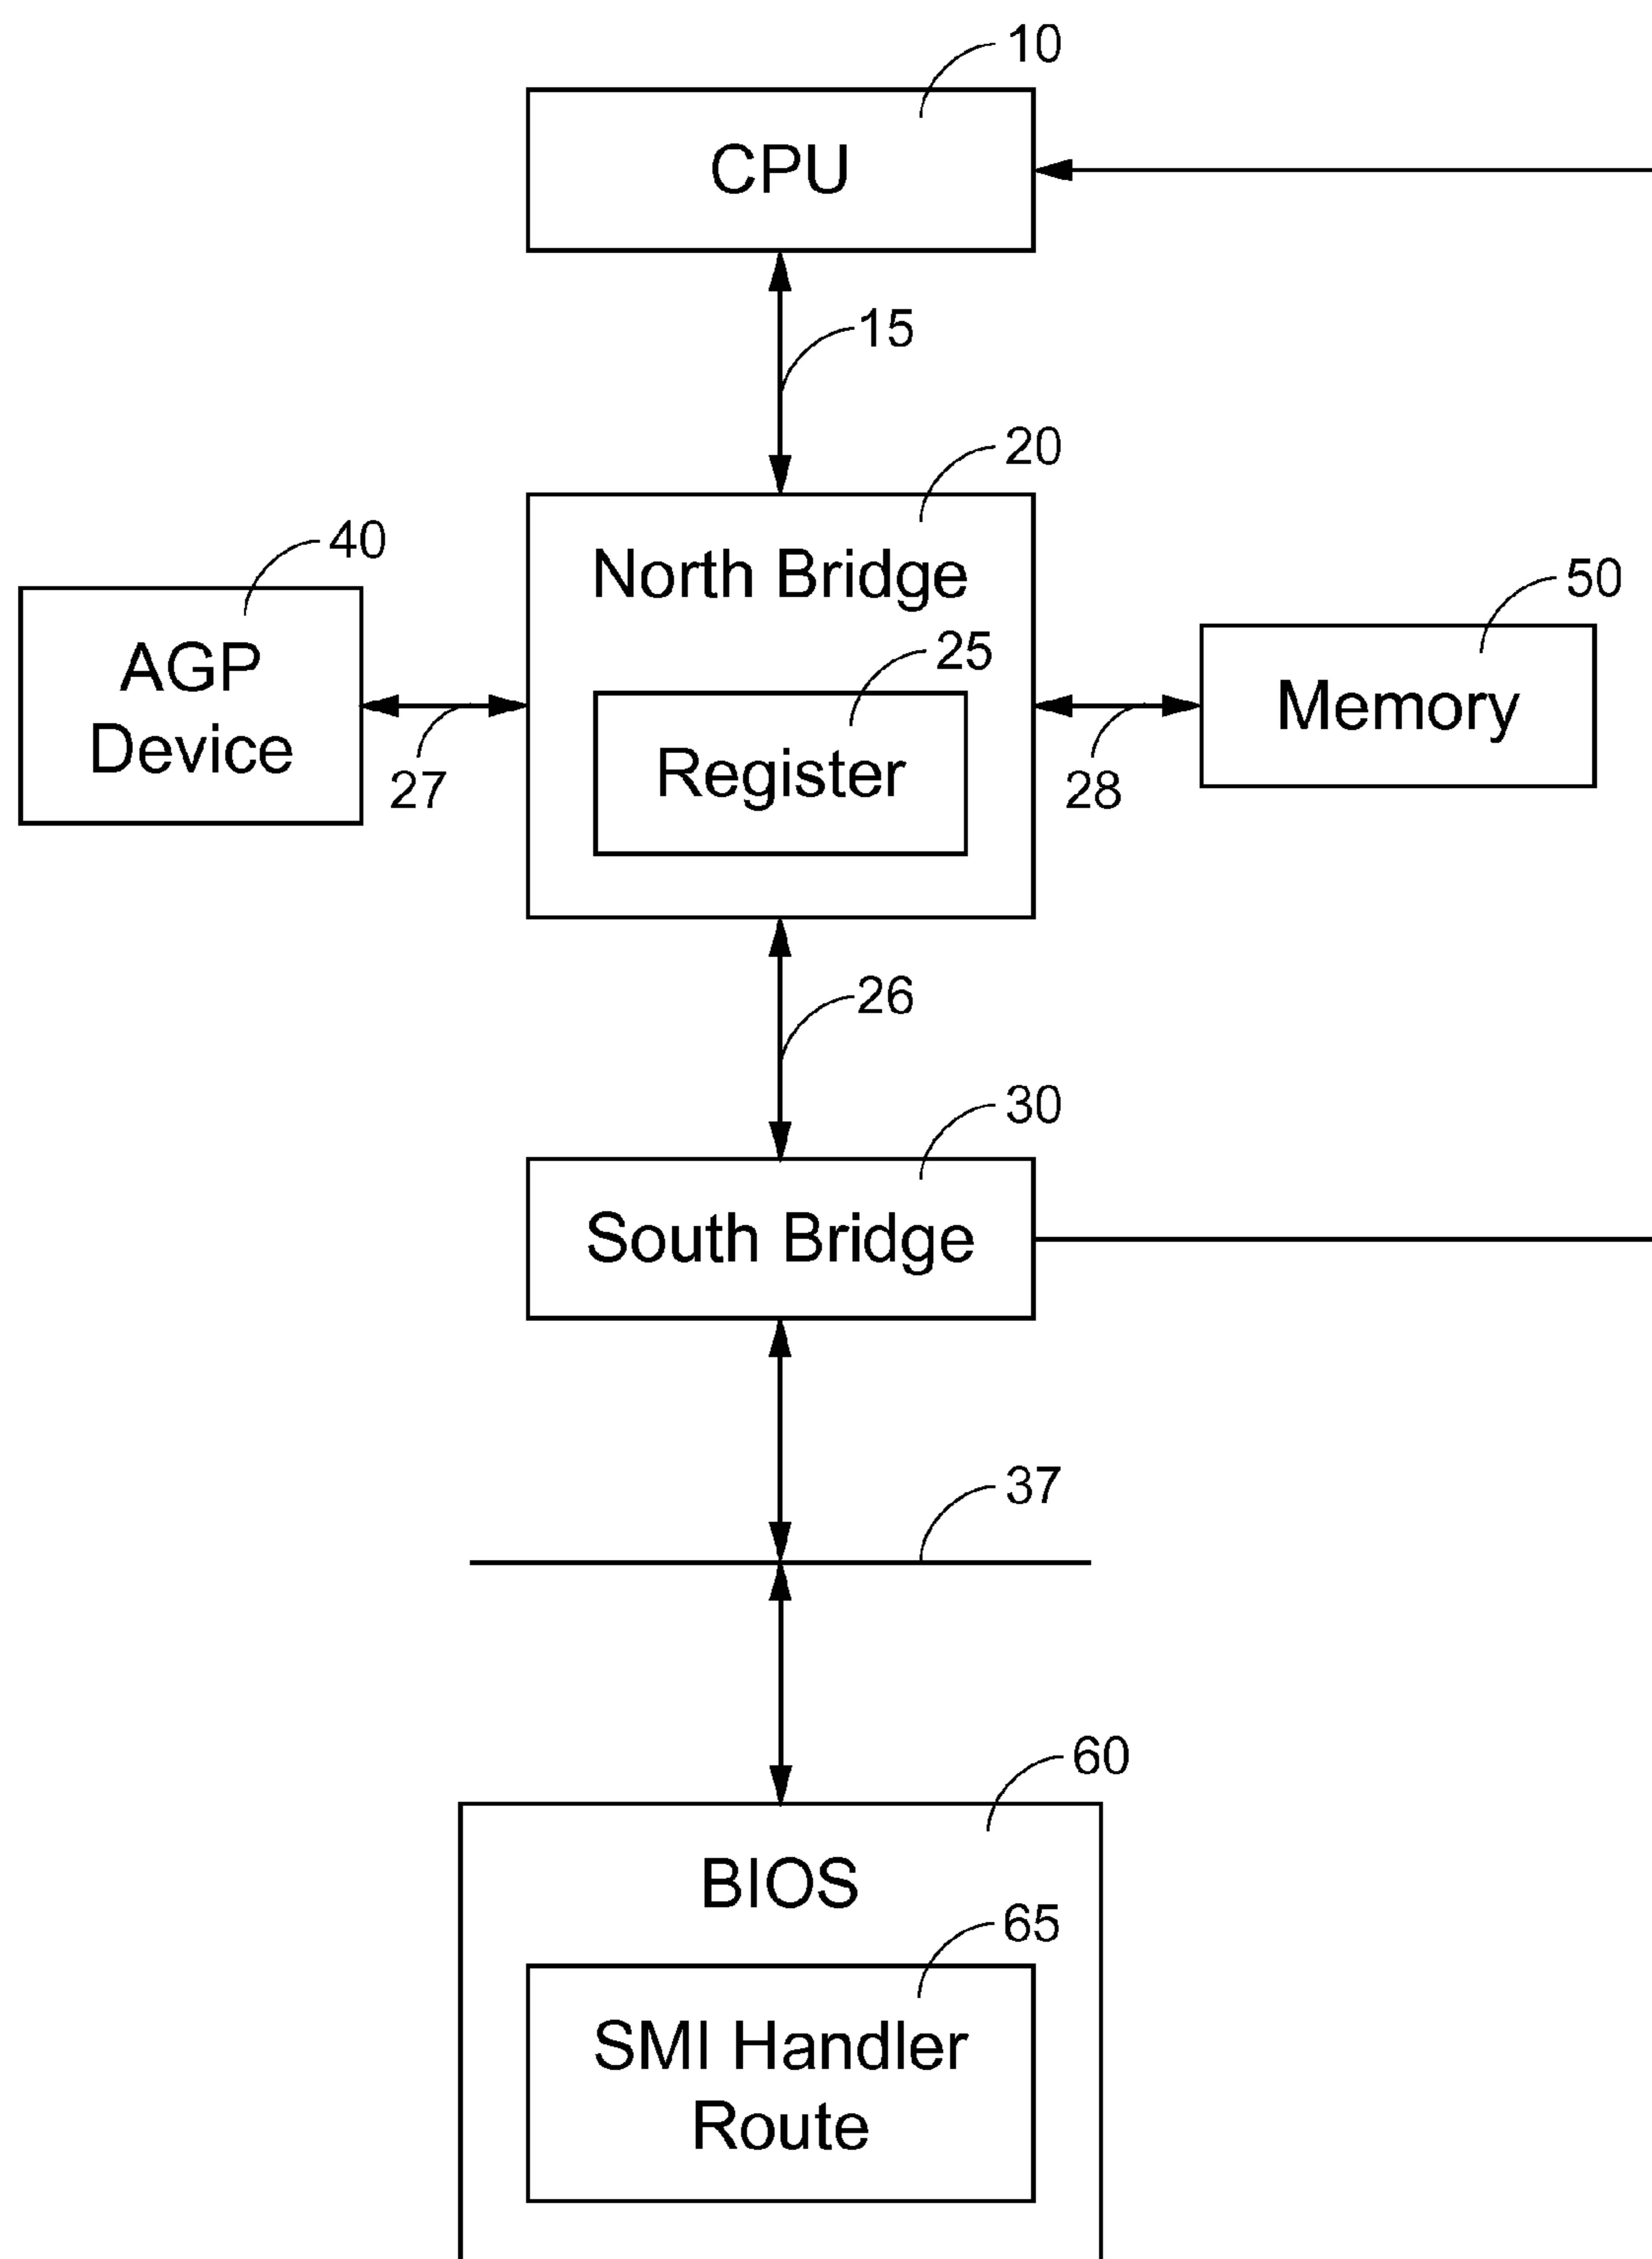 10
CPU
15
20
North Bridge
40
AGP
Device
50
Memory
25
Register
27
28
26
30
South Bridge
37
60
BIOS
65
SMI Handler
Route